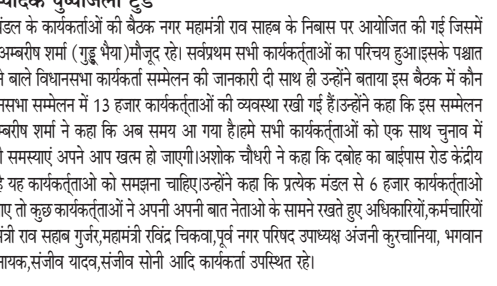 मंडल के कार्यकर्ताओं की बैठक नगर महामंत्री राव साहब के निबास पर आयोजित की गई जिसमें
अम्बरीष शर्मा (गुड्डू भैया)मौजूद रहे। सर्वप्रथम सभी कार्यकर्त्ताओं का परिचय हुआ।इसके पश्चात
बाले विधानसभा कार्यकर्ता सम्मेलन की जानकारी दी साथ ही उन्होंने बताया इस बैठक में कौन
सम्मेलन में 13 हजार कार्यकर्त्ताओं की व्यवस्था रखी गई हैं।उन्होंने कहा कि इस सम्मेलन
म्बरीष शर्मा ने कहा कि अब समय आ गया है।हमे सभी कार्यकर्त्ताओं को एक साथ चुनाव में
समस्याएं अपने आप खत्म हो जाएगी।अशोक चौधरी ने कहा कि दबोह का बाईपास रोड केंद्रीय
है यह कार्यकर्त्ताओ को समझना चाहिए।उन्होंने कहा कि प्रत्येक मंडल से 6 हजार कार्यकर्त्ताओ
गए तो कुछ कार्यकर्त्ताओं ने अपनी अपनी बात नेताओ के सामने रखते हुए अधिकारियों,कर्मचारियों
मंत्री राव सहाब गुर्जर,महामंत्री रविंद्र चिकवा,पूर्व नगर परिषद उपाध्यक्ष अंजनी कुरचानिया, भगवान
नायक,संजीव यादव,संजीव सोनी आदि कार्यकर्ता उपस्थित रहे।